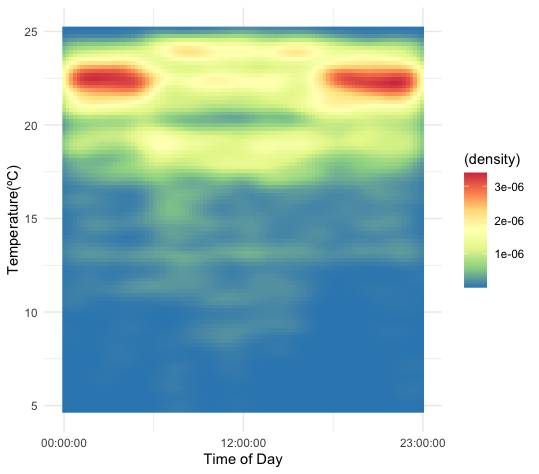 25
20
15
10
5
Temperature(ºC)
00:00:00
12:00:00
23:00:00
Time of Day
(density)
3e-06
2e-06
1e-06